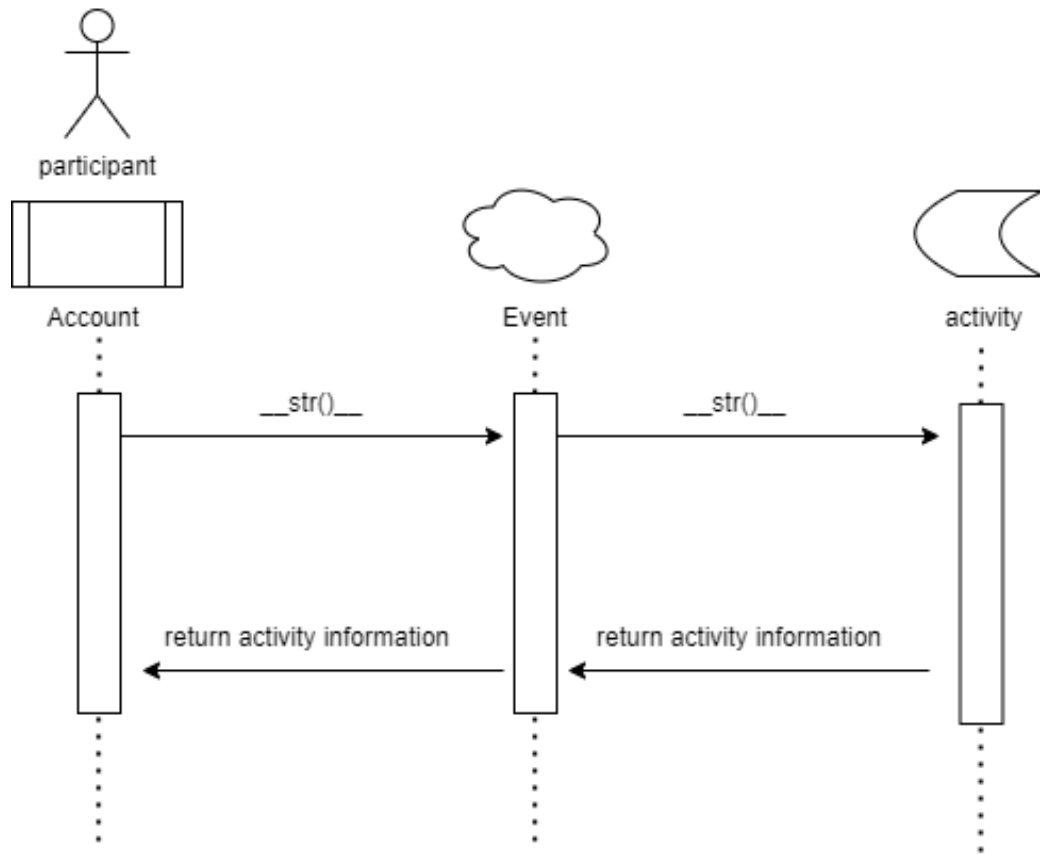 participant
Account
Event
activity
__str()__
__str()__
return activity information
return activity information